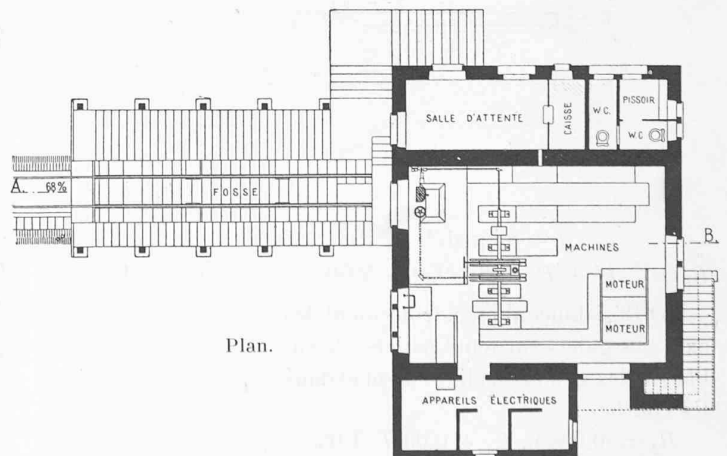 SALLE D'ATTENTE
CAISSE
W.C.
PISSOIR
W.C
A.
68%
FOSSE
MACHINES
B.
MOTEUR
MOTEUR
Plan.
APPAREILS ÉLECTRIQUES